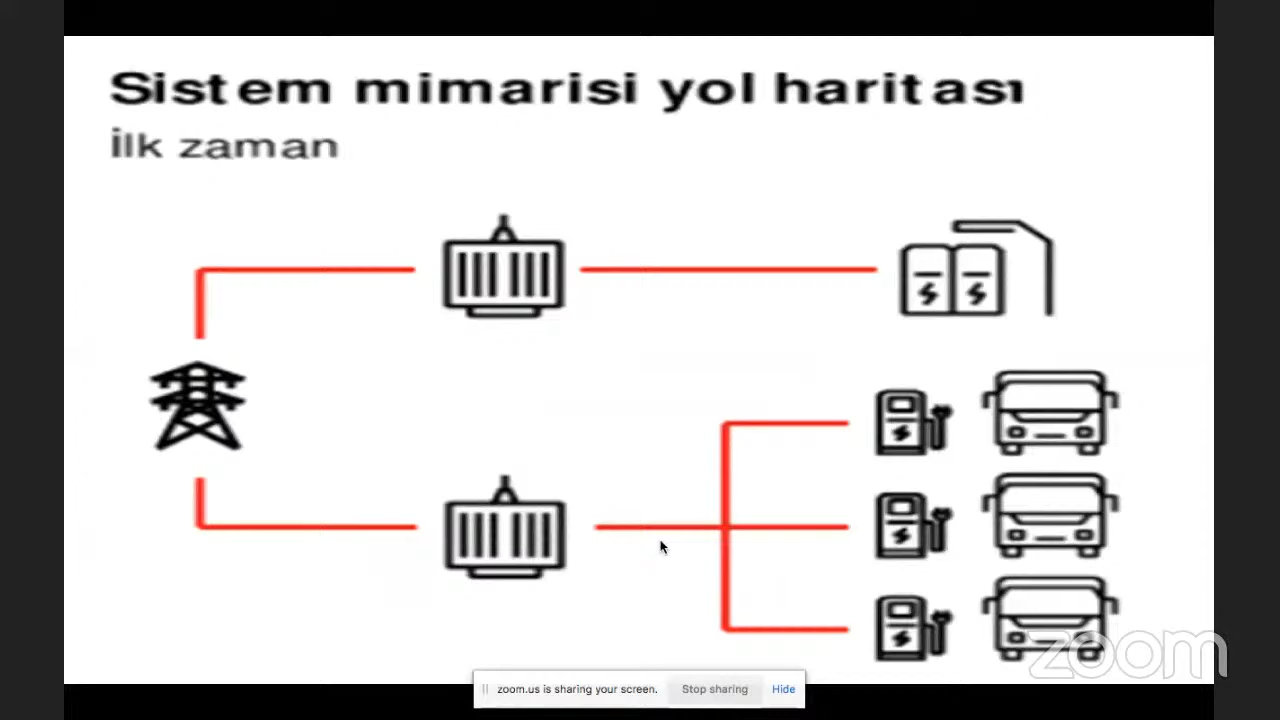 Sistem mimarisi yol haritası
İlk zaman
zoom
zoom.us is sharing your screen.
Stop sharing
Hide